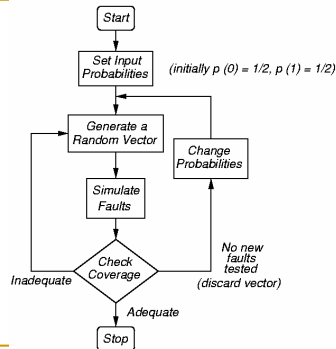 Start
Set Input
Probabilities
(initially p (0) = 1/2, p (1) = 1/2)
Generate a
Random Vector
Change
Probabilities
Simulate
Faults
Check
Coverage
No new
faults
tested
(discard vector)
Inadequate
Adequate
Stop